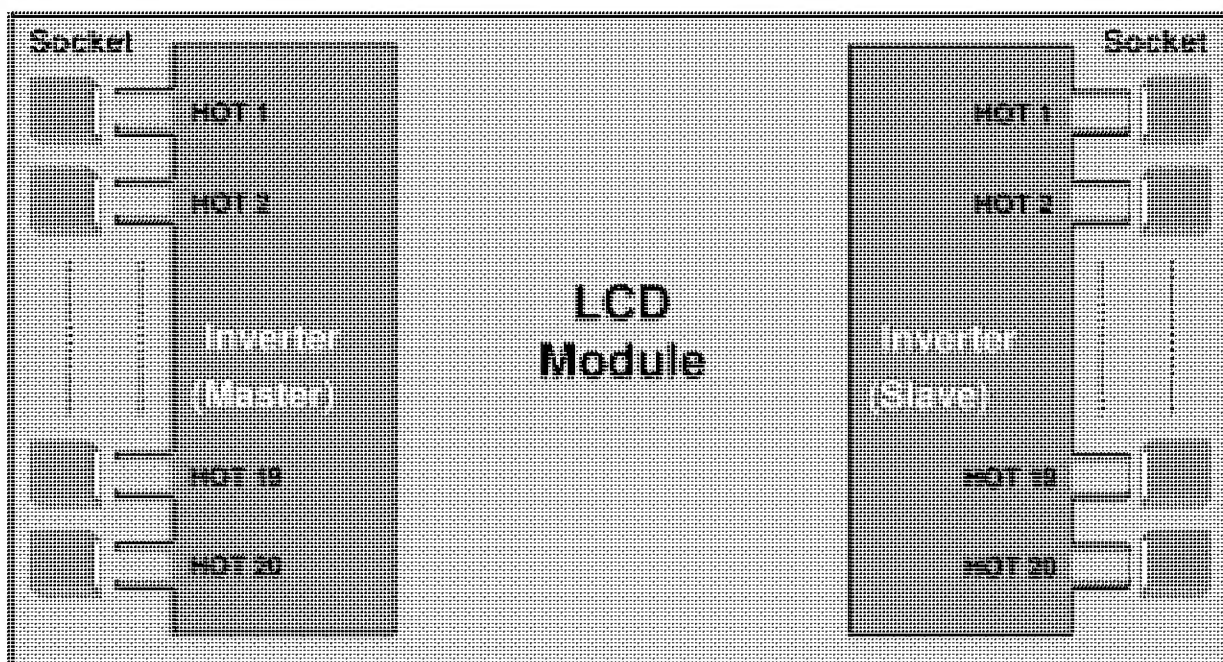 Socket
Socket
HOT 1
HOT 1
HOT 2
HOT 2
LCD
Module
Inverter
(Master)
Inverter
(Slave)
HOT 19
HOT 19
HOT 20
HOT 20